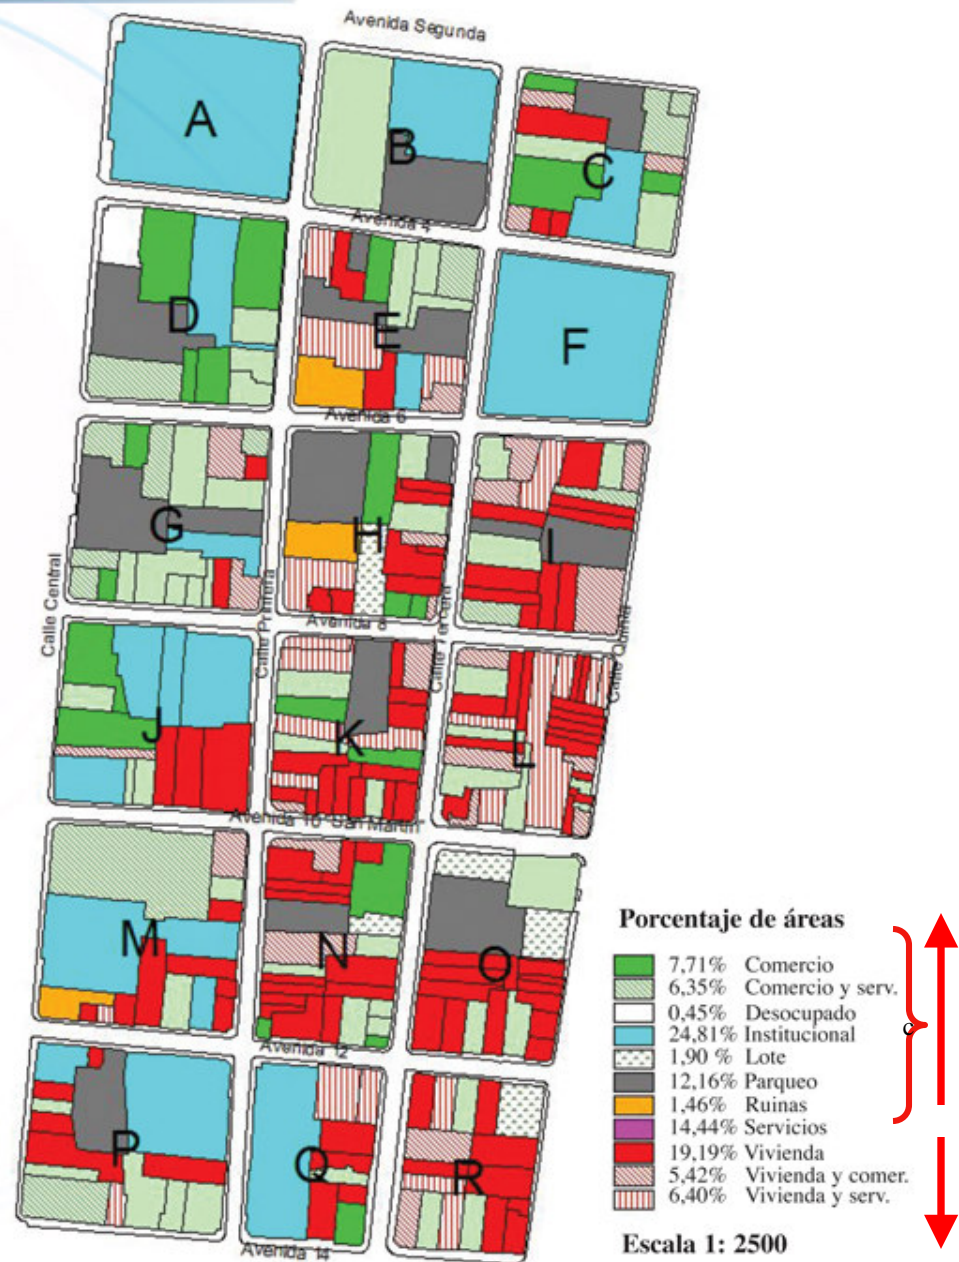 Avenida Segunda
A
B
C
Avenida 4
D
E
F
Avenida 6
G
H
I
Calle Central
Calle Primera
Avenida 8
Calle Tercera
Calle Quinta
J
K
L
Avenida 10 "San Martín"
M
N
O
Avenida 12
P
Q
R
Avenida 14
Porcentaje de áreas
7,71% Comercio
6,35% Comercio y serv.
0,45% Desocupado
24,81% Institucional
1,90 % Lote
12,16% Parqueo
1,46% Ruinas
14,44% Servicios
19,19% Vivienda
5,42% Vivienda y comer.
6,40% Vivienda y serv.
c
Escala 1: 2500